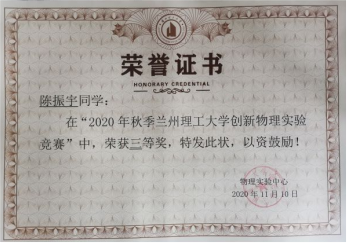 荣誉证书
HONORARY CREDENTIAL
陈振宇同学：
在“2020年秋季兰州理工大学创新物理实验
竞赛”中，荣获三等奖，特发此状，以资鼓励！
物理实验中心
2020年11月10日